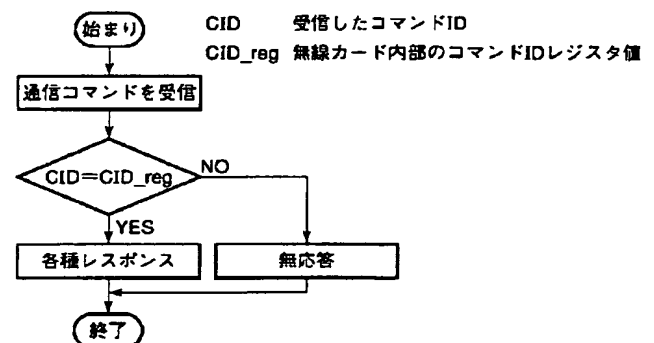 始まり
CID 受信したコマンドID
CID_reg 無線カード内部のコマンドIDレジスタ値
通信コマンドを受信
CID=CID_reg
NO
YES
各種レスポンス
無応答
終了